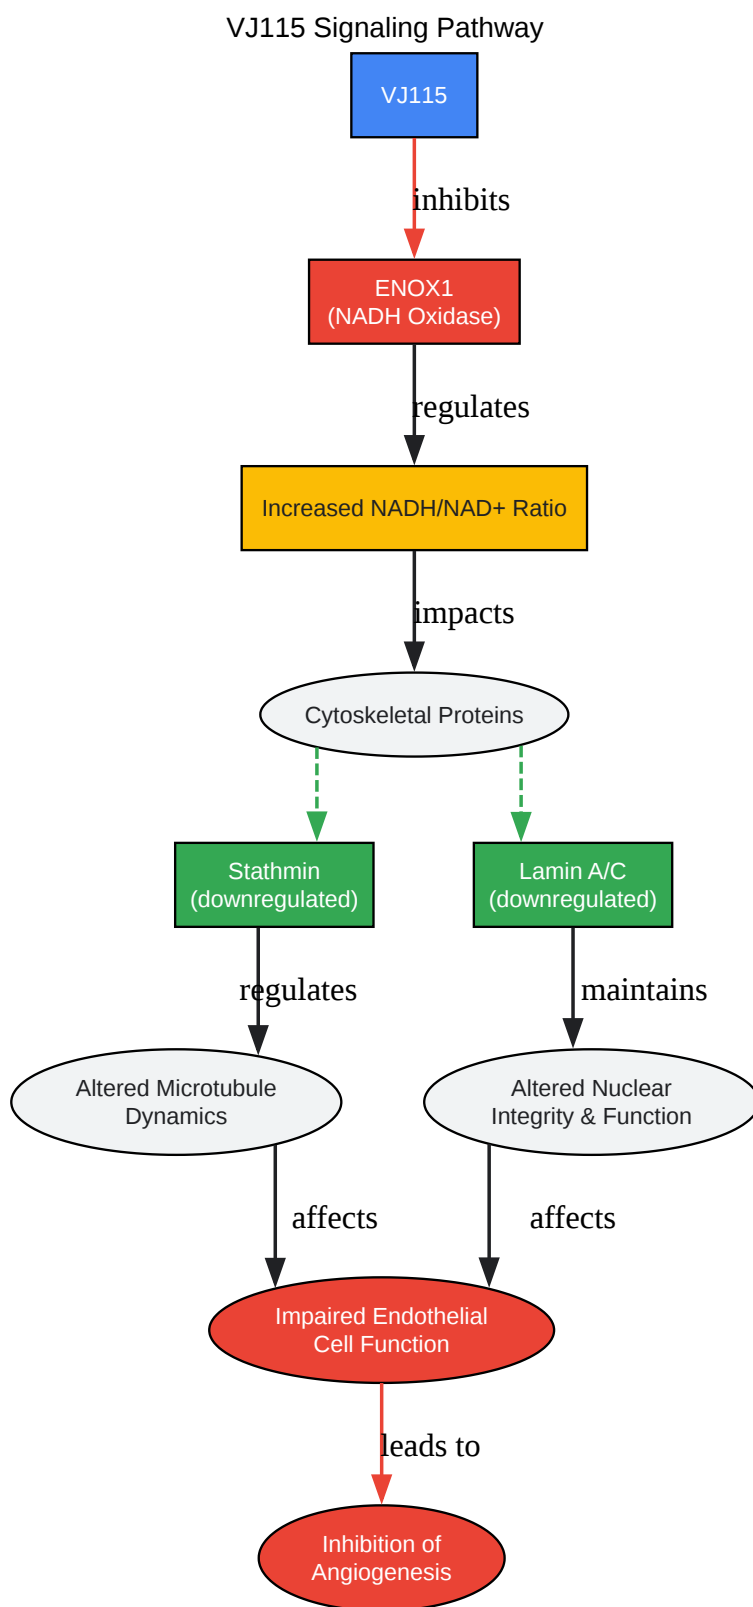 VJ115 Signaling Pathway
VJ115
inhibits
ENOX1
(NADH Oxidase)
regulates
Increased NADH/NAD+ Ratio
impacts
Cytoskeletal Proteins
Stathmin
(downregulated)
Lamin A/C
(downregulated)
regulates
maintains
Altered Microtubule
Dynamics
Altered Nuclear
Integrity & Function
affects
affects
Impaired Endothelial
Cell Function
leads to
Inhibition of
Angiogenesis